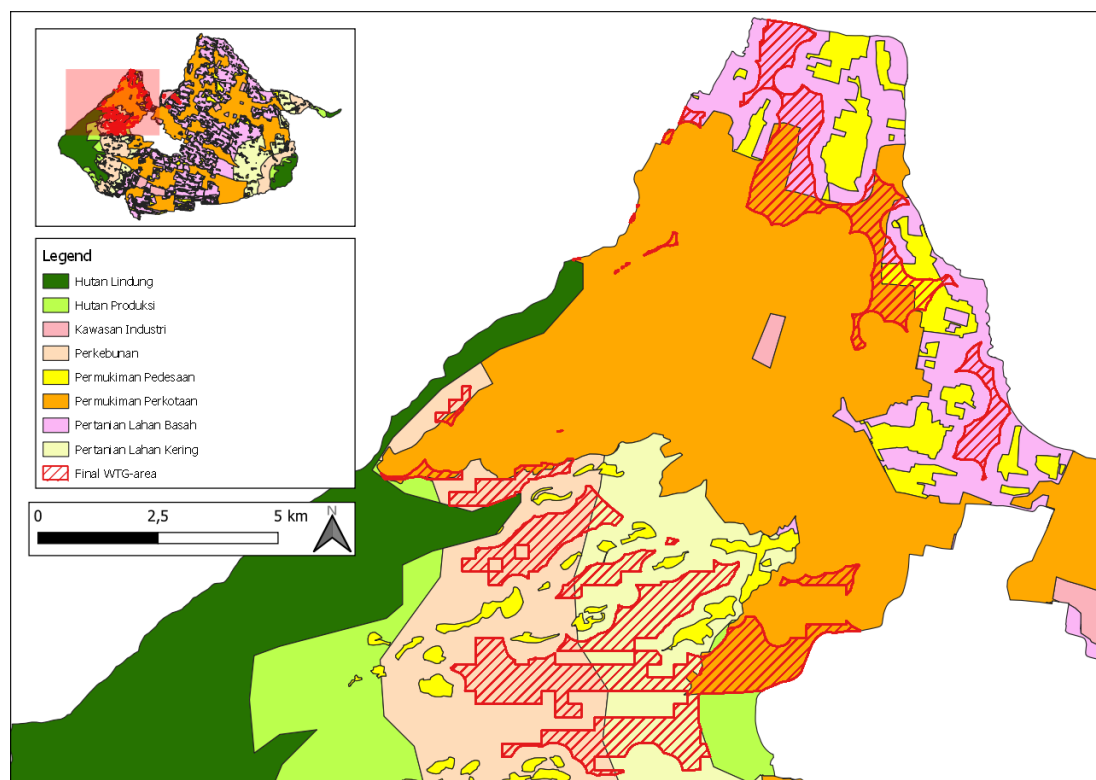 Legend
Hutan Lindung
Hutan Produksi
Kawasan Industri
Perkebunan
Permukiman Pedesaan
Permukiman Perkotaan
Pertanian Lahan Basah
Pertanian Lahan Kering
Final WTG-area
0 2,5 5 km
N